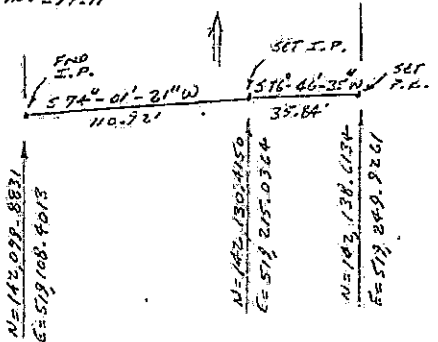 FND
I.P.
S 74°-01'-21" W
110.92'
SET I.P.
S 76°-46'-35" W
35.84'
SET
P.K.
N=142,099.8831
E=519,108.4013
N=142,130.4150
E=519,215.0364
N=142,138.6134
E=519,249.9261